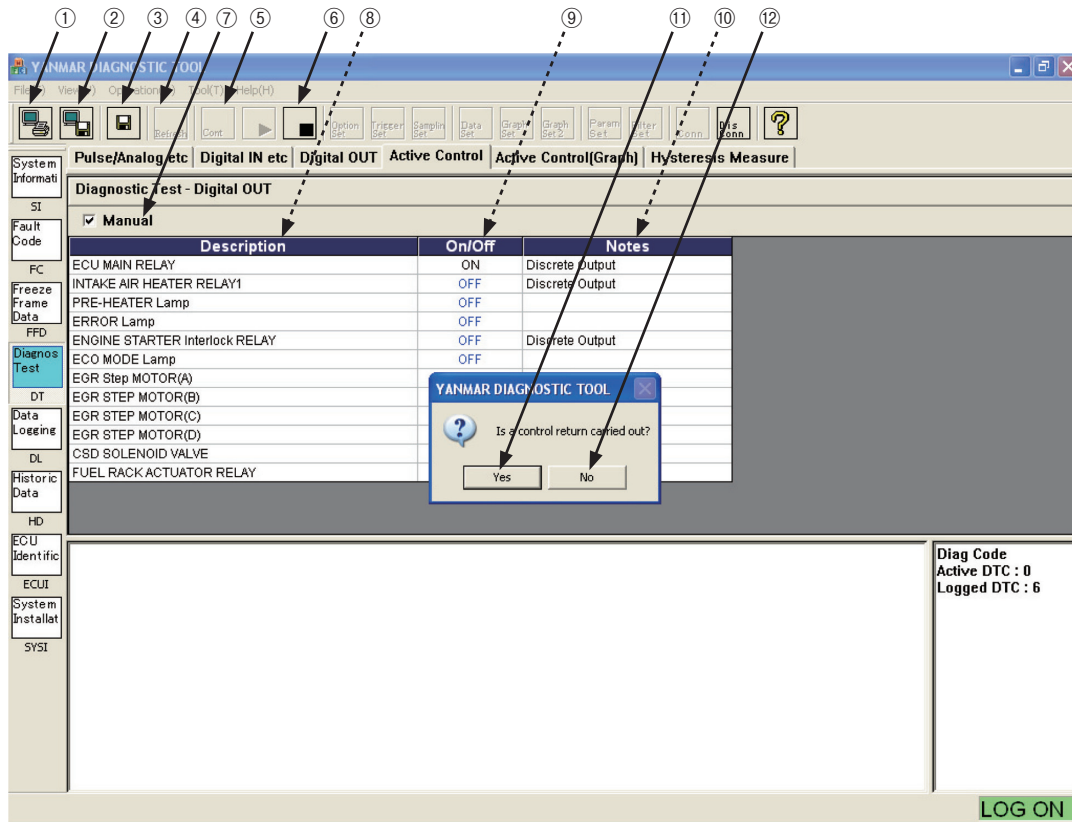 ① ② ③ ④ ⑦ ⑤ ⑥ ⑧ ⑨ ⑪ ⑩ ⑫
YANMAR DIAGNOSTIC TOOL
File(F) View(V) Operation(O) Tool(T) Help(H)
Refresh Cont Option Set Trigger Set Samplin Set Data Set Graph Set Graph Set2 Param Set Filter Set Conn Dis Conn ?
Pulse/Analog etc Digital IN etc Digital OUT Active Control Active Control(Graph) Hysteresis Measure
System Informati
SI
Fault Code
FC
Freeze Frame Data
FFD
Diagnos Test
DT
Data Logging
DL
Historic Data
HD
ECU Identific
ECUI
System Installat
SYSI
Diagnostic Test - Digital OUT
Manual
Description On/Off Notes
ECU MAIN RELAY ON Discrete Output
INTAKE AIR HEATER RELAY1 OFF Discrete Output
PRE-HEATER Lamp OFF
ERROR Lamp OFF
ENGINE STARTER Interlock RELAY OFF Discrete Output
ECO MODE Lamp OFF
EGR Step MOTOR(A)
EGR STEP MOTOR(B)
EGR STEP MOTOR(C)
EGR STEP MOTOR(D)
CSD SOLENOID VALVE
FUEL RACK ACTUATOR RELAY
YANMAR DIAGNOSTIC TOOL
Is a control return carried out?
Yes No
Diag Code
Active DTC : 0
Logged DTC : 6
LOG ON